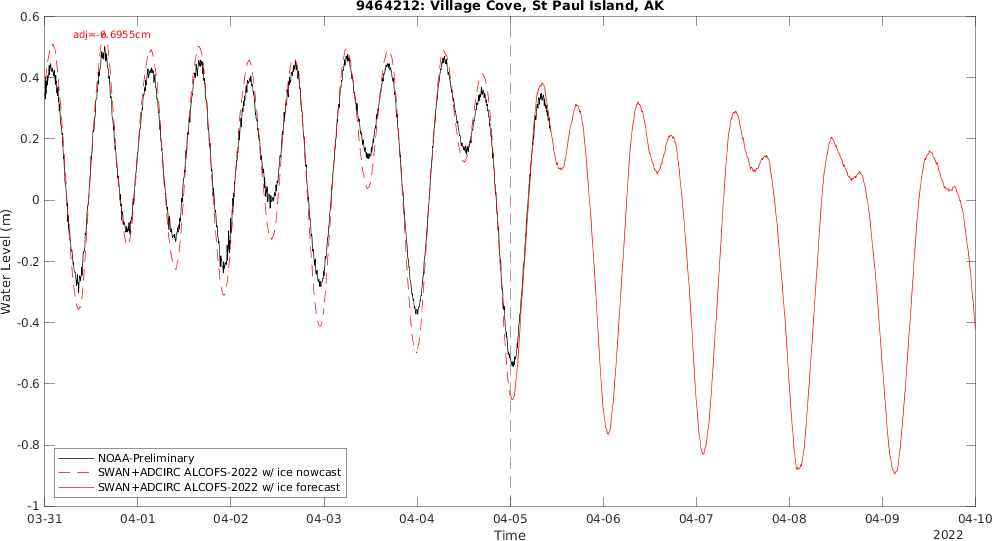 9464212: Village Cove, St Paul Island, AK
adj=-6.6955cm
Water Level (m)
0.6
0.4
0.2
0
-0.2
-0.4
-0.6
-0.8
-1
NOAA-Preliminary
SWAN+ADCIRC ALCOFS-2022 w/ ice nowcast
SWAN+ADCIRC ALCOFS-2022 w/ ice forecast
03-31 04-01 04-02 04-03 04-04 04-05 04-06 04-07 04-08 04-09 04-10
Time
2022